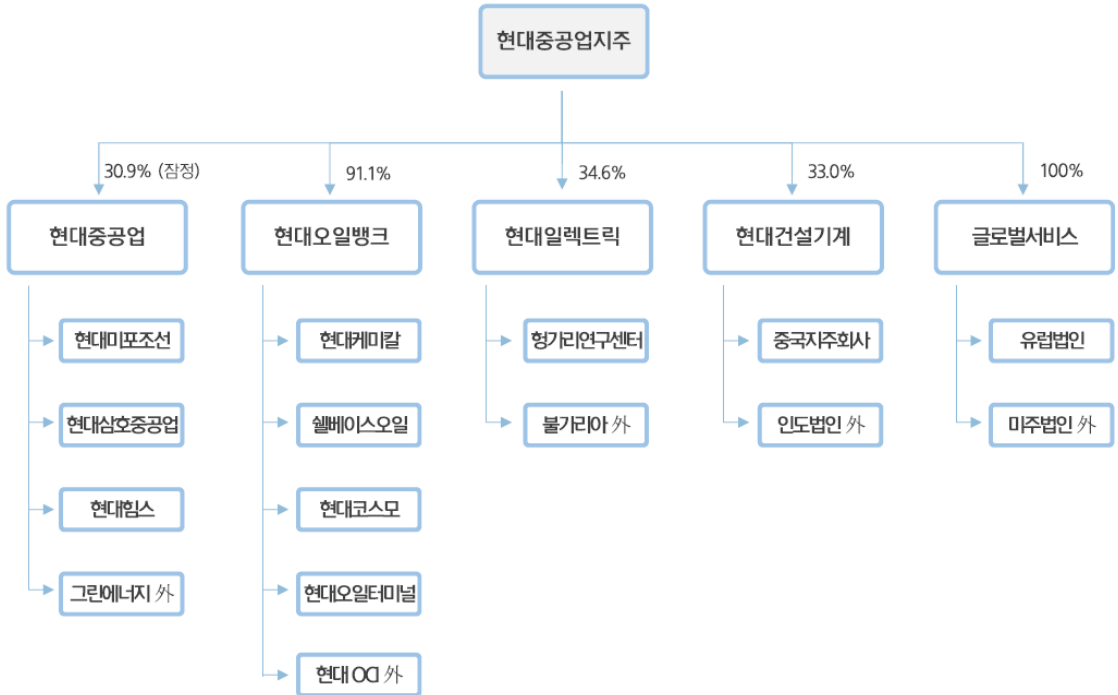 현대중공업지주
30.9% (잠정)
91.1%
34.6%
33.0%
100%
현대중공업
현대오일뱅크
현대일렉트릭
현대건설기계
글로벌서비스
현대미포조선
현대케미칼
헝가리연구센터
중국지주회사
유럽법인
현대삼호중공업
쉘베이스오일
불가리아 外
인도법인 外
미주법인 外
현대힘스
현대코스모
그린에너지 外
현대오일터미널
현대 OCI 外